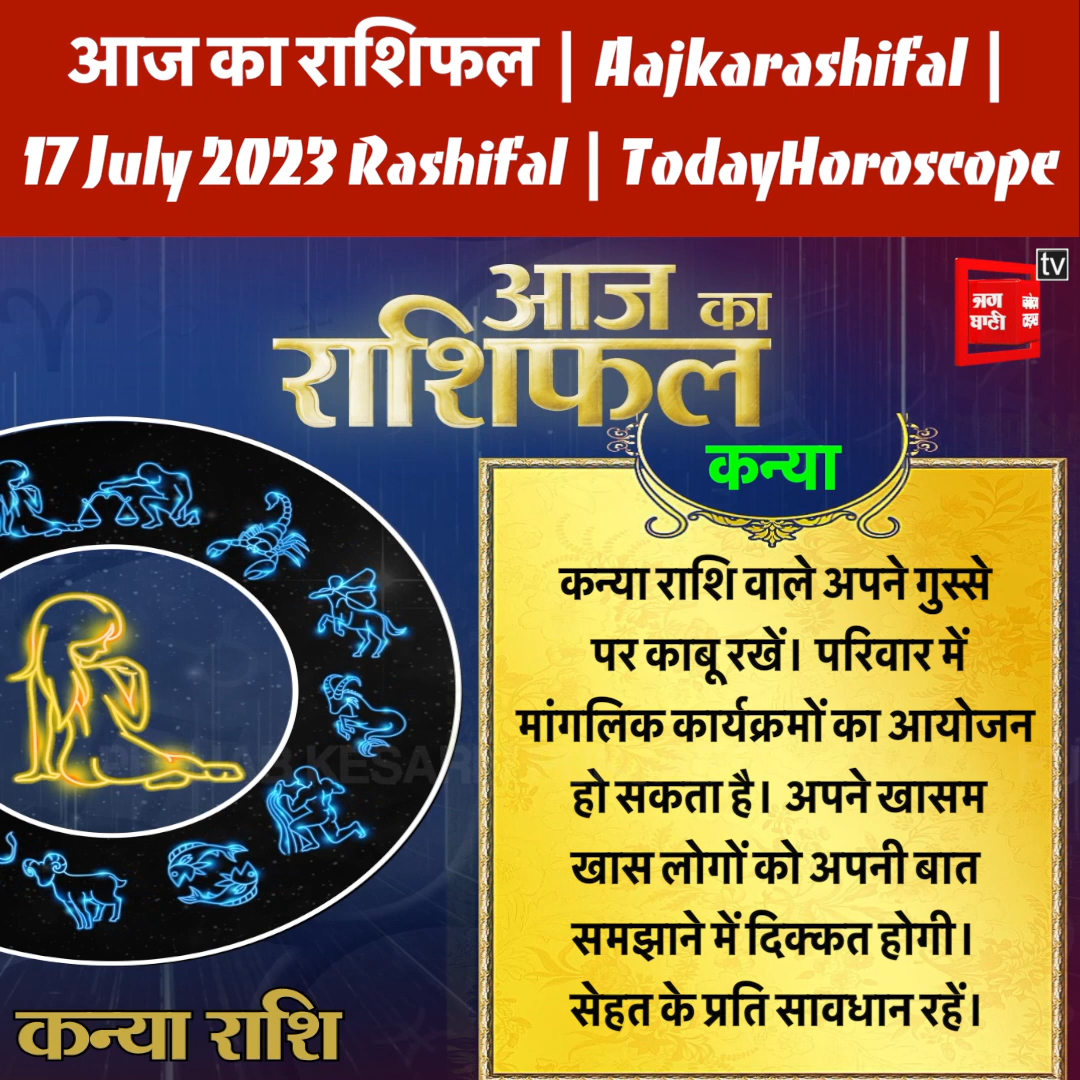 आज का राशिफल | Aajkarashifal |
17 July 2023 Rashifal | TodayHoroscope
tv
आज का
राशिफल
कन्या
कन्या राशि वाले अपने गुस्से
पर काबू रखें। परिवार में
मांगलिक कार्यक्रमों का आयोजन
हो सकता है। अपने खासम
खास लोगों को अपनी बात
समझाने में दिक्कत होगी।
सेहत के प्रति सावधान रहें।
कन्या राशि